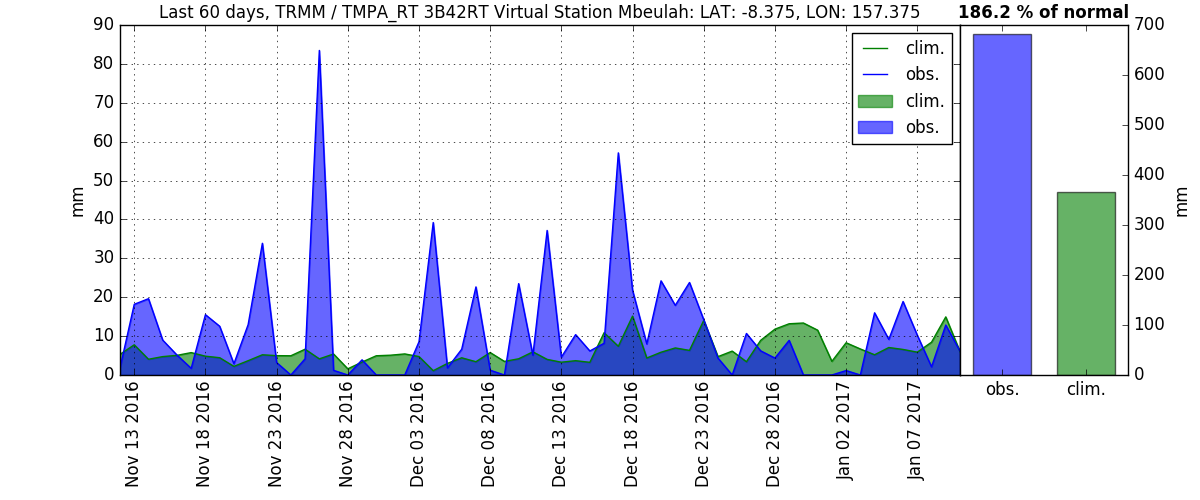 Last 60 days, TRMM / TMPA_RT 3B42RT Virtual Station Mbeulah: LAT: -8.375, LON: 157.375
186.2 % of normal
90
80
70
60
50
40
30
20
10
0
mm
clim.
obs.
clim.
obs.
700
600
500
400
300
200
100
0
mm
Nov 13 2016
Nov 18 2016
Nov 23 2016
Nov 28 2016
Dec 03 2016
Dec 08 2016
Dec 13 2016
Dec 18 2016
Dec 23 2016
Dec 28 2016
Jan 02 2017
Jan 07 2017
obs.
clim.